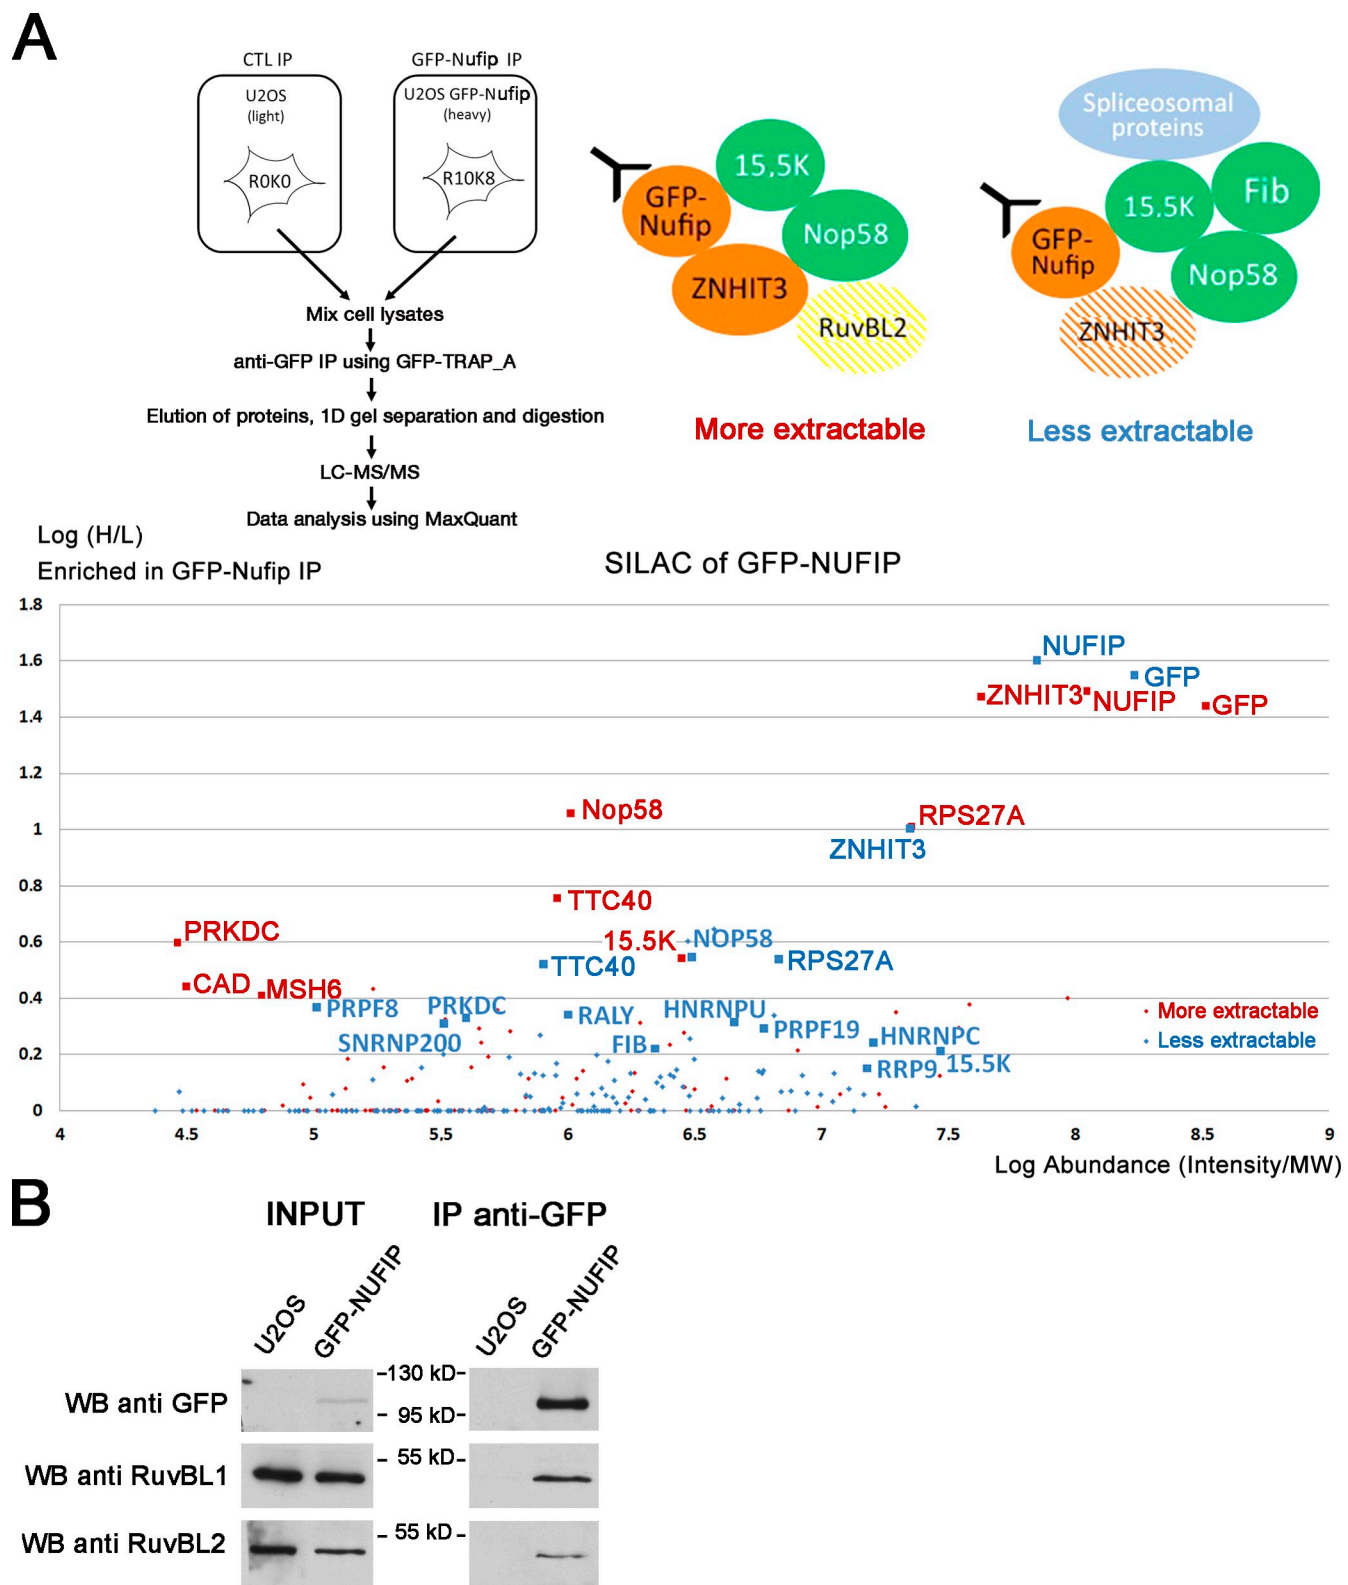 A
CTL IP
GFP-Nufip IP
U2OS
(light)
R0K0
U2OS GFP-Nufip
(heavy)
R10K8
Mix cell lysates
anti-GFP IP using GFP-TRAP_A
Elution of proteins, 1D gel separation and digestion
LC-MS/MS
Data analysis using MaxQuant
15,5K
GFP-
Nufip
Nop58
ZNHIT3
RuvBL2
More extractable
Spliceosomal
proteins
Fib
15.5K
GFP-
Nufip
Nop58
ZNHIT3
Less extractable
Log (H/L)
Enriched in GFP-Nufip IP
SILAC of GFP-NUFIP
1.8
1.6
1.4
1.2
1
0.8
0.6
0.4
0.2
0
NUFIP
GFP
ZNHIT3
NUFIP
GFP
Nop58
RPS27A
ZNHIT3
TTC40
PRKDC
15.5K
NOP58
TTC40
RPS27A
CAD
MSH6
PRPF8
PRKDC
RALY
HNRNPU
SNRNP200
FIB
PRPF19
HNRNPC
RRP9
15.5K
More extractable
Less extractable
4
4.5
5
5,5
6
6,5
7
7.5
8
8.5
9
Log Abundance (Intensity/MW)
B
INPUT
IP anti-GFP
U2OS
GFP-NUFIP
U2OS
GFP-NUFIP
WB anti GFP
-130 kD-
- 95 kD-
WB anti RuvBL1
- 55 kD-
WB anti RuvBL2
- 55 kD-